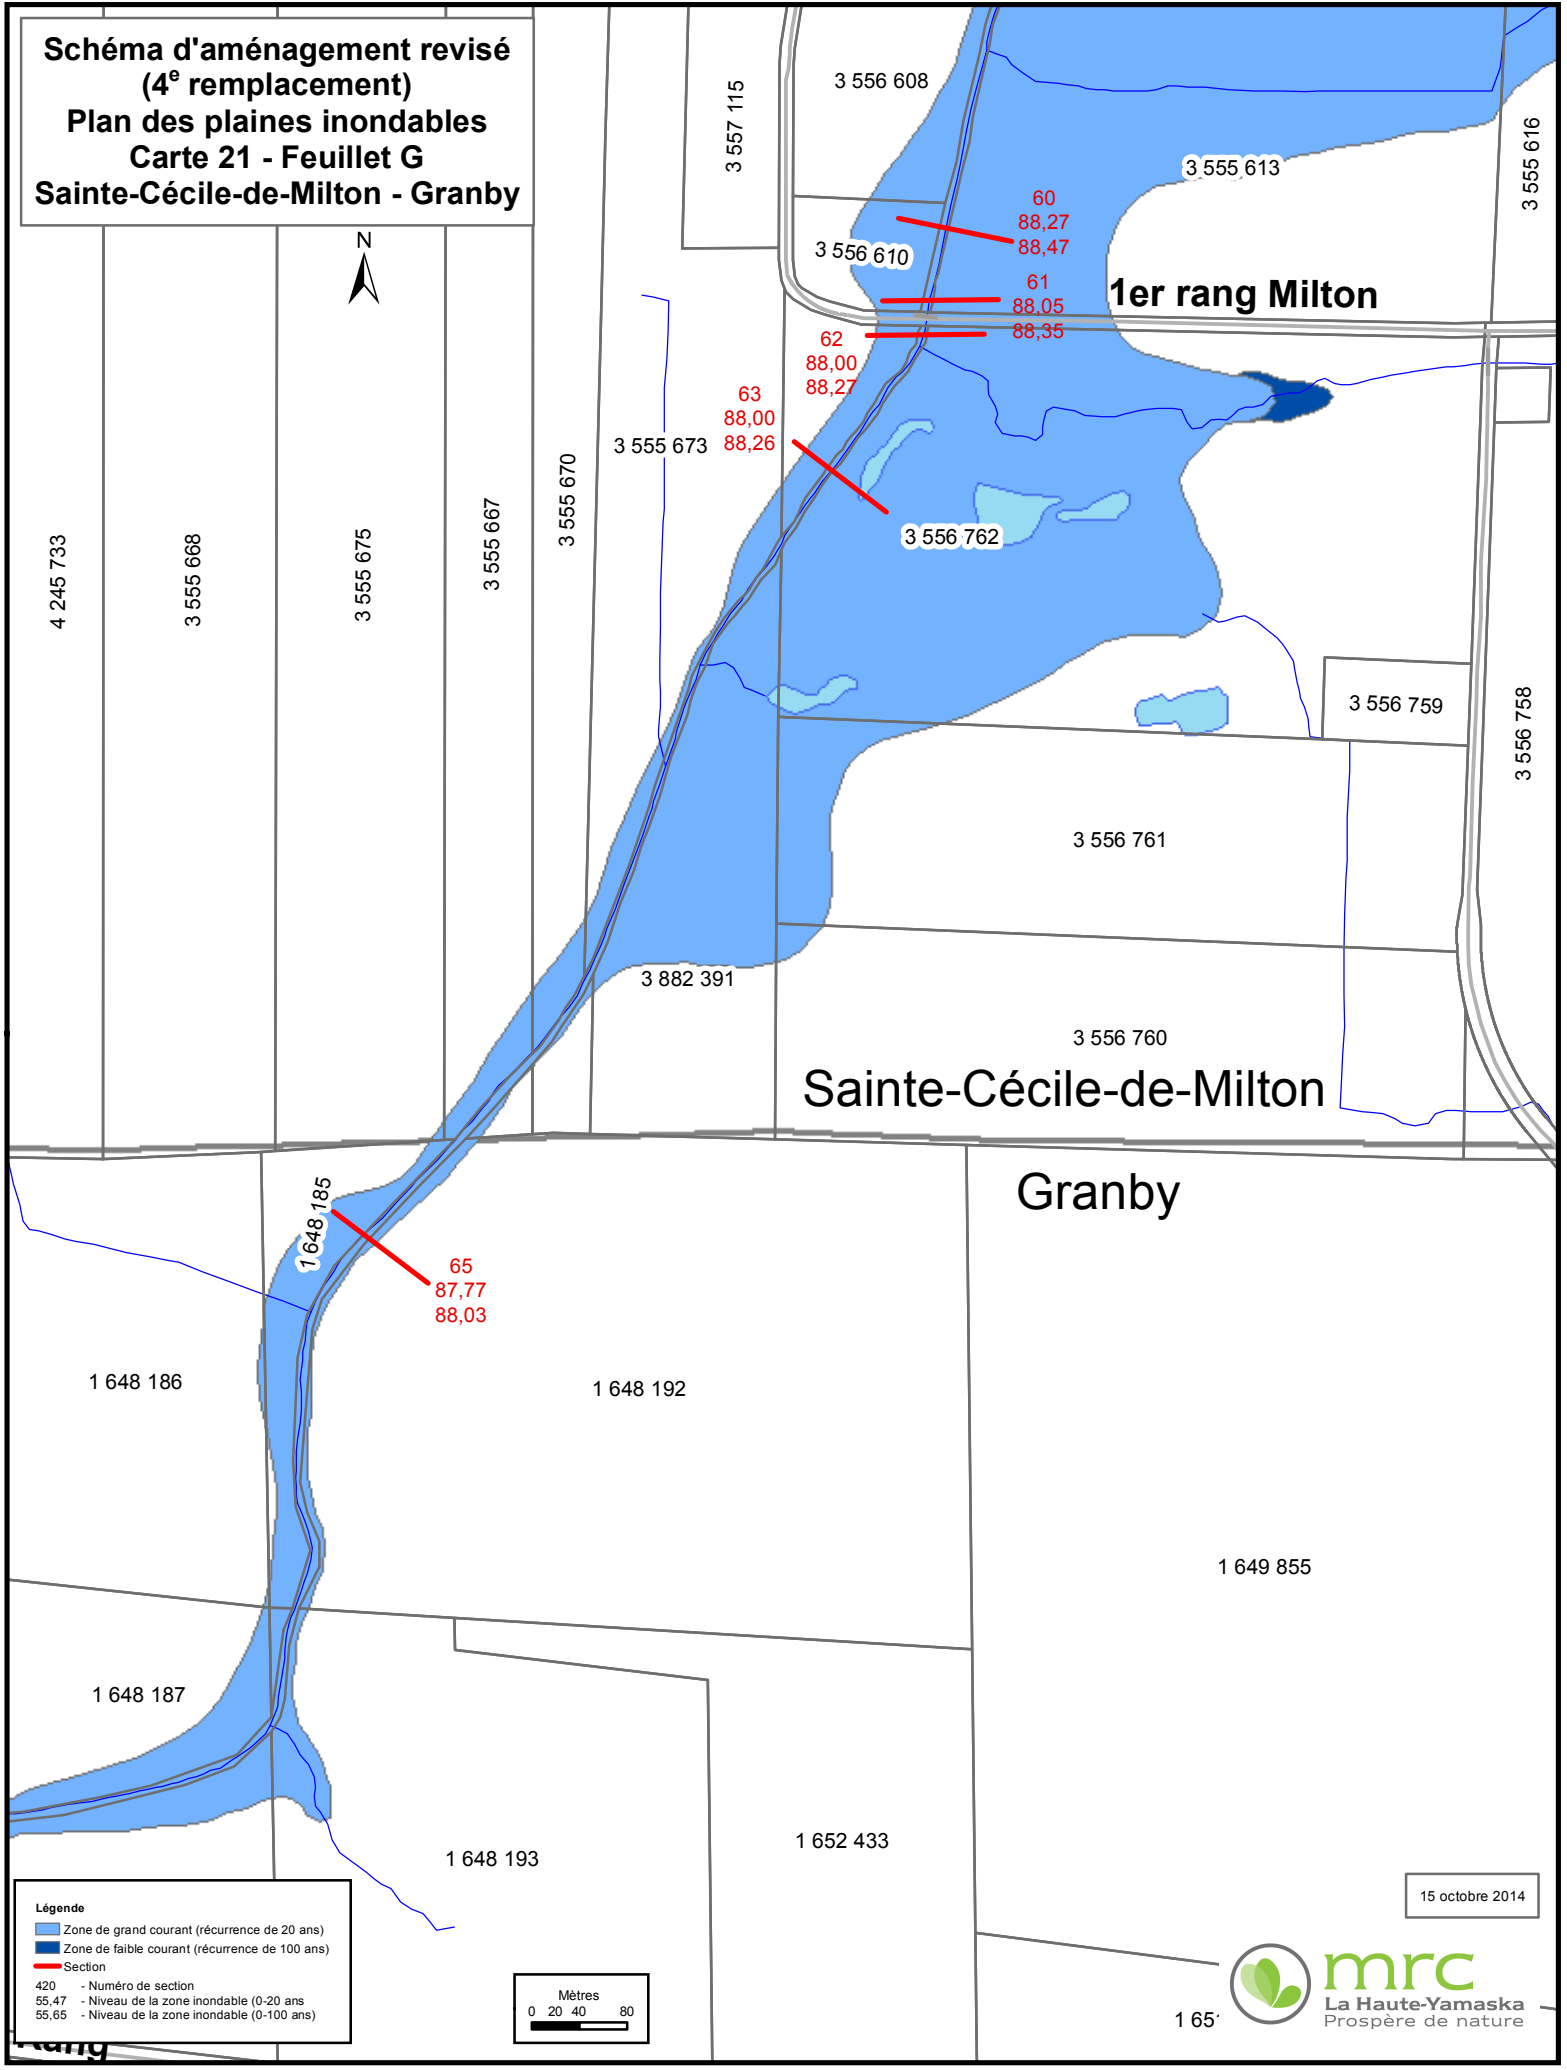 Schéma d'aménagement revisé
(4e remplacement)
Plan des plaines inondables
Carte 21 - Feuillet G
Sainte-Cécile-de-Milton - Granby
N
3 557 115
3 556 608
3 555 613
3 555 616
60
88,27
88,47
3 556 610
61
88,05
88,35
1er rang Milton
62
88,00
88,27
63
88,00
88,26
3 555 673
3 555 670
3 555 667
3 555 675
3 555 668
4 245 733
3 556 762
3 556 759
3 556 758
3 556 761
3 882 391
3 556 760
Sainte-Cécile-de-Milton
Granby
1 648 185
65
87,77
88,03
1 648 186
1 648 192
1 649 855
1 648 187
1 648 193
1 652 433
15 octobre 2014
Légende
Zone de grand courant (récurrence de 20 ans)
Zone de faible courant (récurrence de 100 ans)
Section
420 - Numéro de section
55,47 - Niveau de la zone inondable (0-20 ans
55,65 - Niveau de la zone inondable (0-100 ans)
Mètres
0 20 40 80
1 651
mrc
La Haute-Yamaska
Prospère de nature